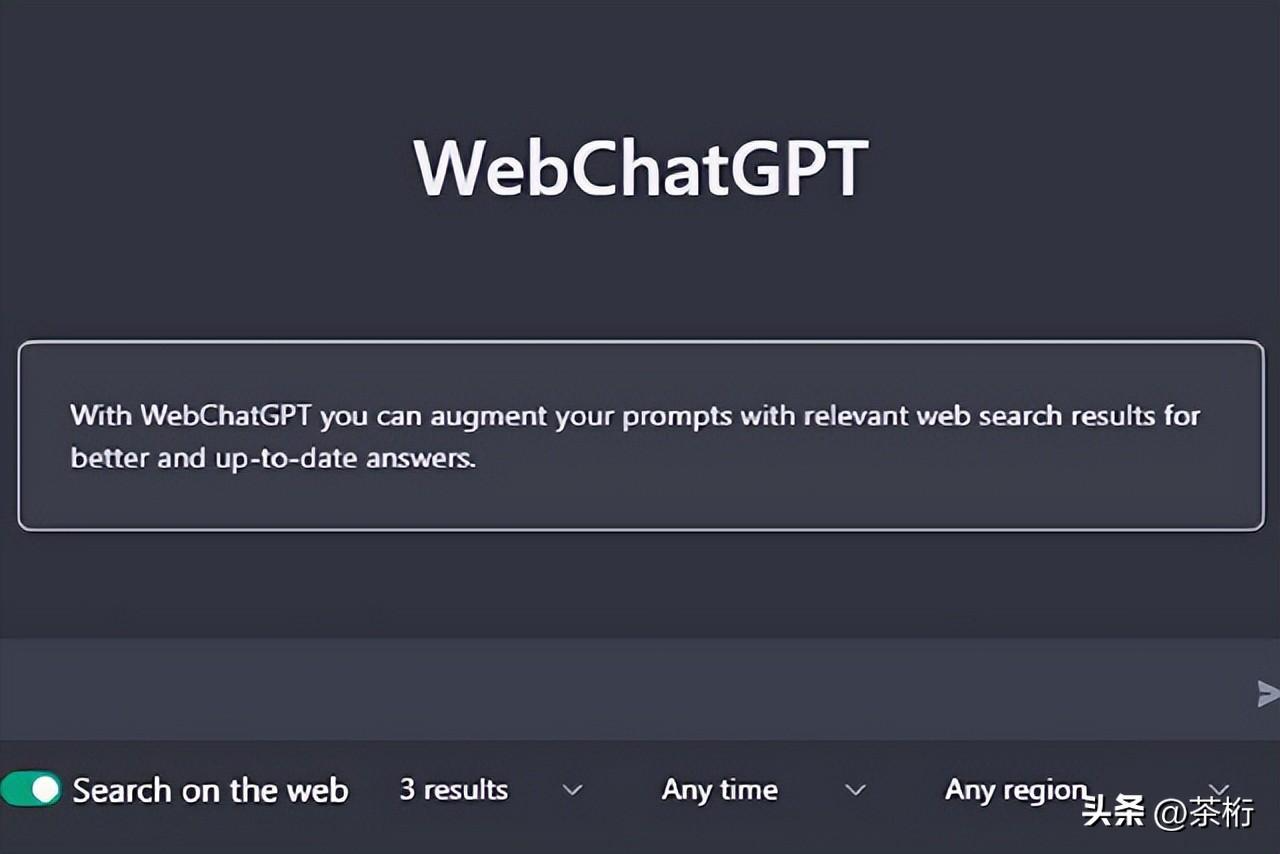 WebChatGPT
With WebChatGPT you can augment your prompts with relevant web search results for
better and up-to-date answers.
Search on the web 3 results Any time Any region
头条 @茶桁